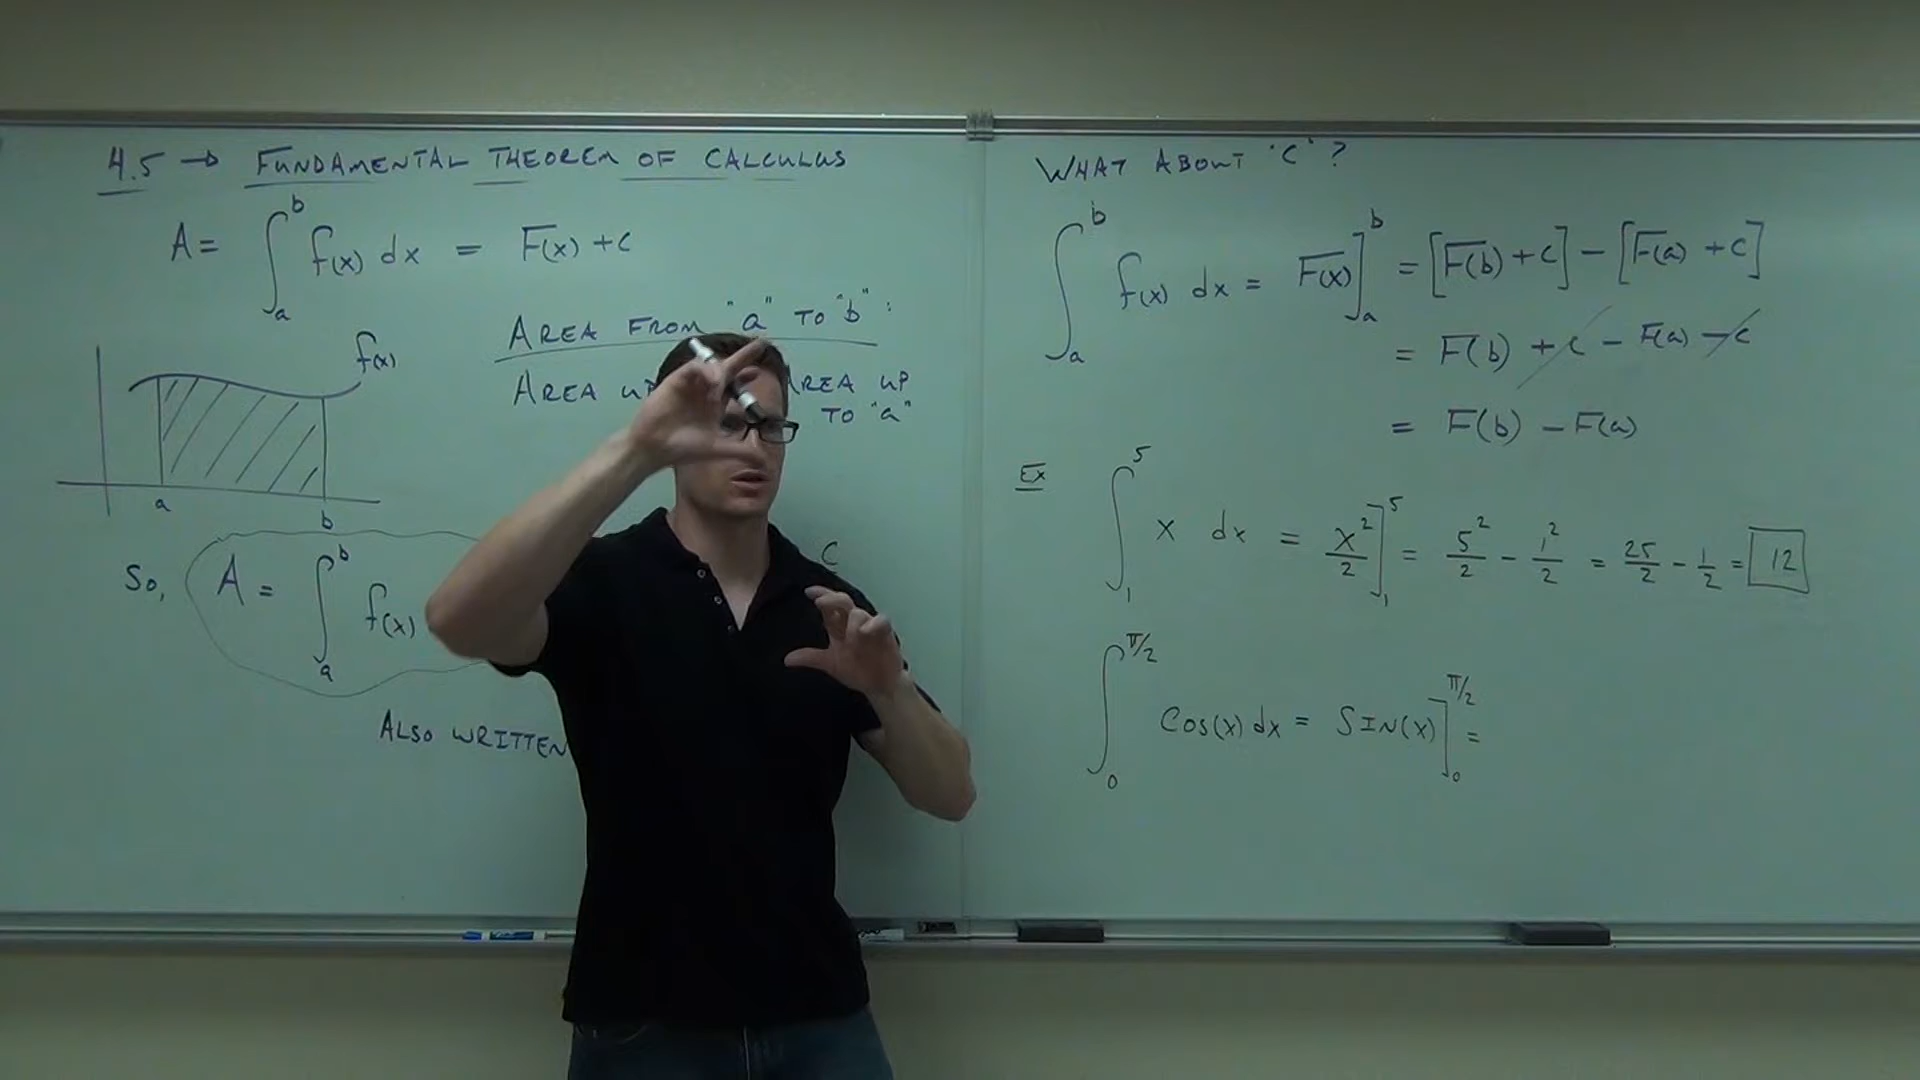 4.5 → FUNDAMENTAL THEOREM OF CALCULUS
A = ∫_a^b f(x) dx = F(x) + C
AREA FROM "a" TO "b":
f(x)
AREA UP AREA UP
TO "a"
a
b
So, A = ∫_a^b f(x)
C
ALSO WRITTEN
WHAT ABOUT 'C'?
∫_a^b f(x) dx = F(x)]_a^b = [F(b) + C] - [F(a) + C]
= F(b) + C - F(a) - C
= F(b) - F(a)
Ex ∫_1^5 x dx = x²/2]_1^5 = 5²/2 - 1²/2 = 25/2 - 1/2 = 12
∫_0^π/2 Cos(x) dx = SIN(x)]_0^π/2 =